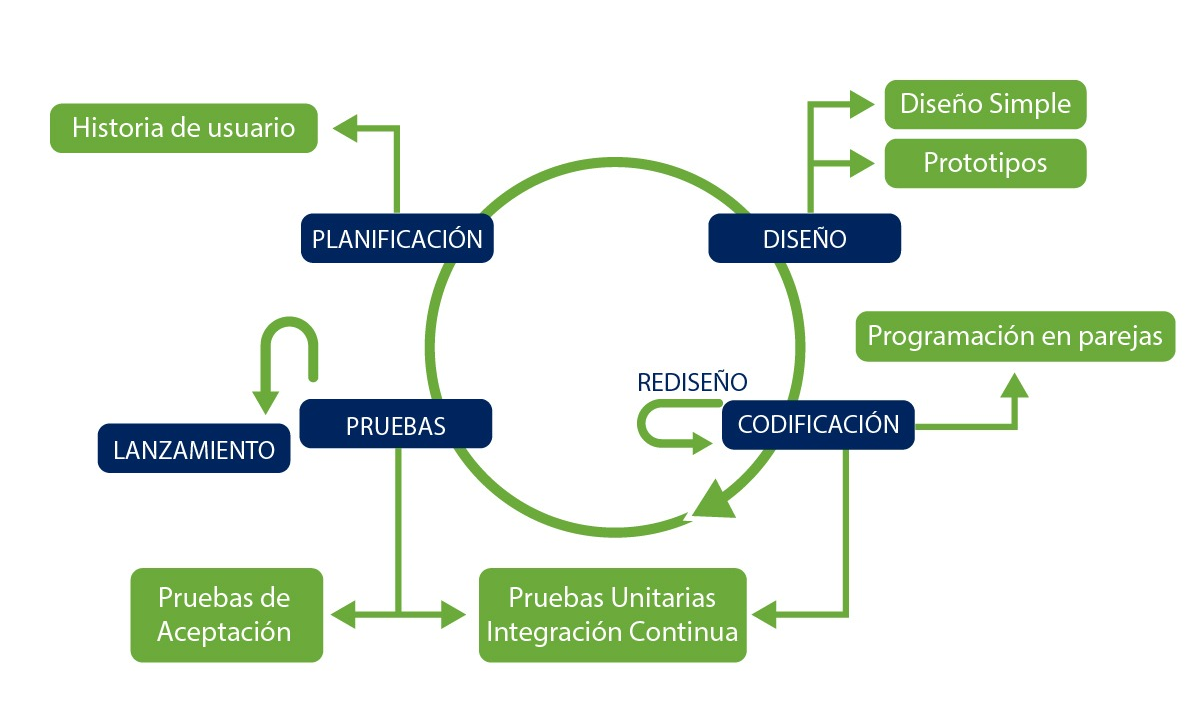 Diseño Simple
Historia de usuario
Prototipos
PLANIFICACIÓN
DISEÑO
Programación en parejas
REDISEÑO
PRUEBAS
CODIFICACIÓN
LANZAMIENTO
Pruebas de
Aceptación
Pruebas Unitarias
Integración Continua